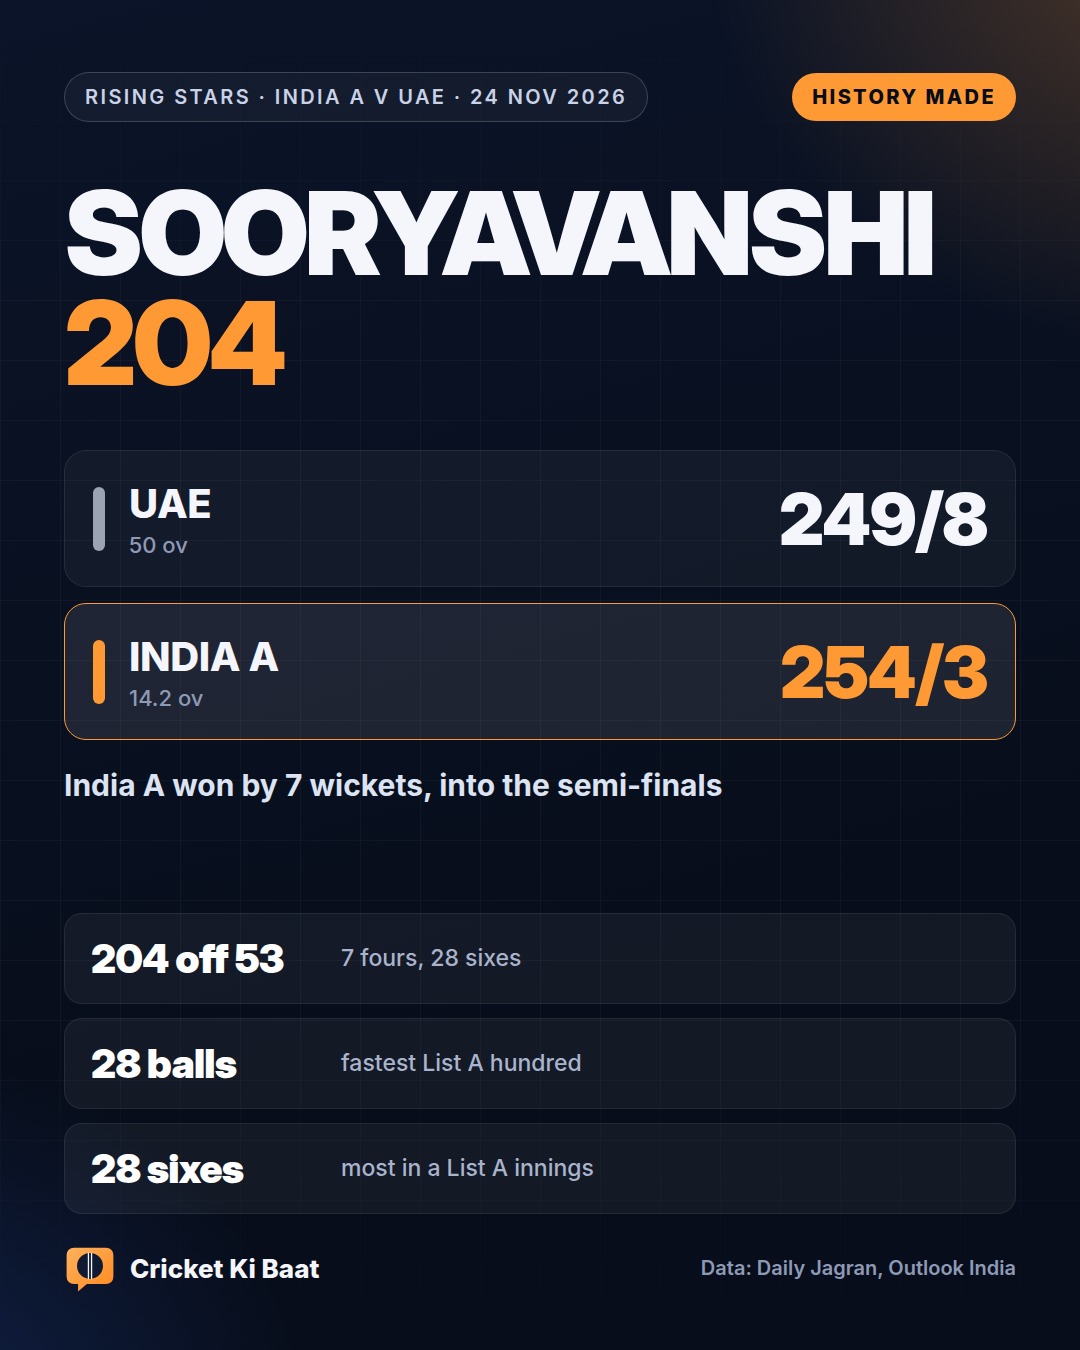 RISING STARS · INDIA A V UAE · 24 NOV 2026
HISTORY MADE
SOORYAVANSHI
204
UAE
50 ov
249/8
INDIA A
14.2 ov
254/3
India A won by 7 wickets, into the semi-finals
204 off 53
7 fours, 28 sixes
28 balls
fastest List A hundred
28 sixes
most in a List A innings
Cricket Ki Baat
Data: Daily Jagran, Outlook India